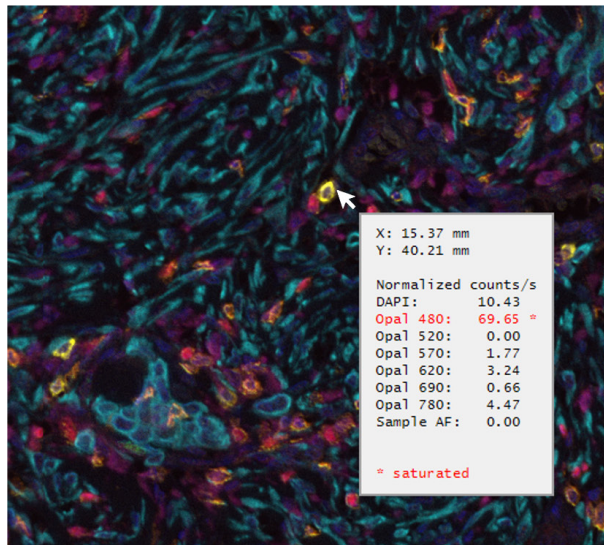 X: 15.37 mm
Y: 40.21 mm
Normalized counts/s
DAPI: 10.43
Opal 480: 69.65 *
Opal 520: 0.00
Opal 570: 1.77
Opal 620: 3.24
Opal 690: 0.66
Opal 780: 4.47
Sample AF: 0.00
* saturated